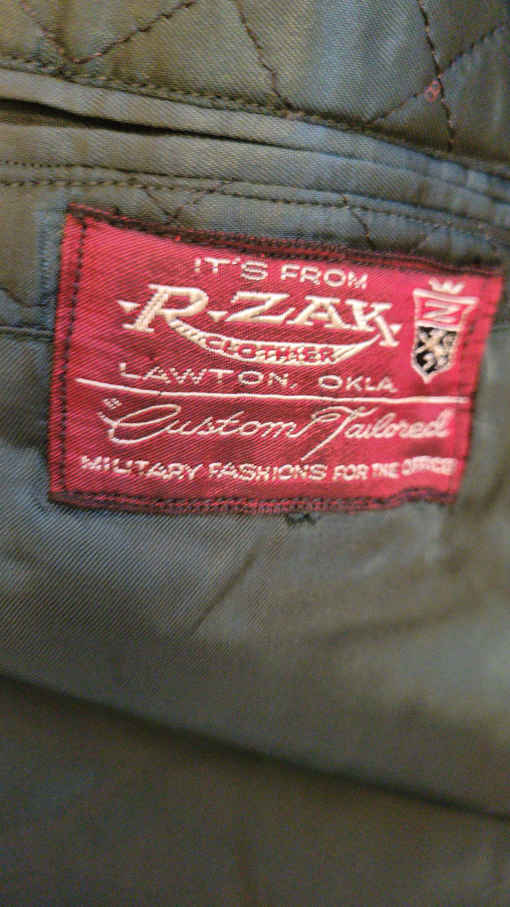 IT'S FROM
R-ZAK
CLOTHIER
Z
LAWTON, OKLA.
"Custom Tailored
MILITARY FASHIONS FOR THE OFFICER